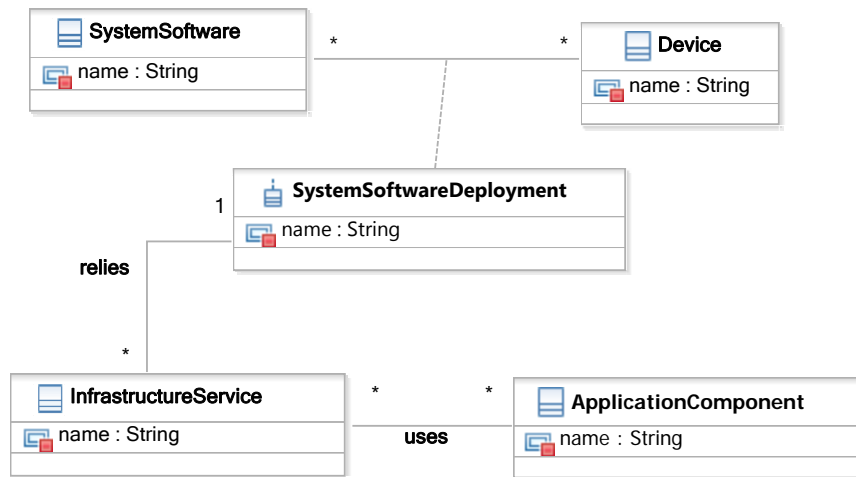 SystemSoftware
name : String
*
*
Device
name : String
SystemSoftwareDeployment
name : String
1
relies
*
InfrastructureService
name : String
*
*
uses
ApplicationComponent
name : String